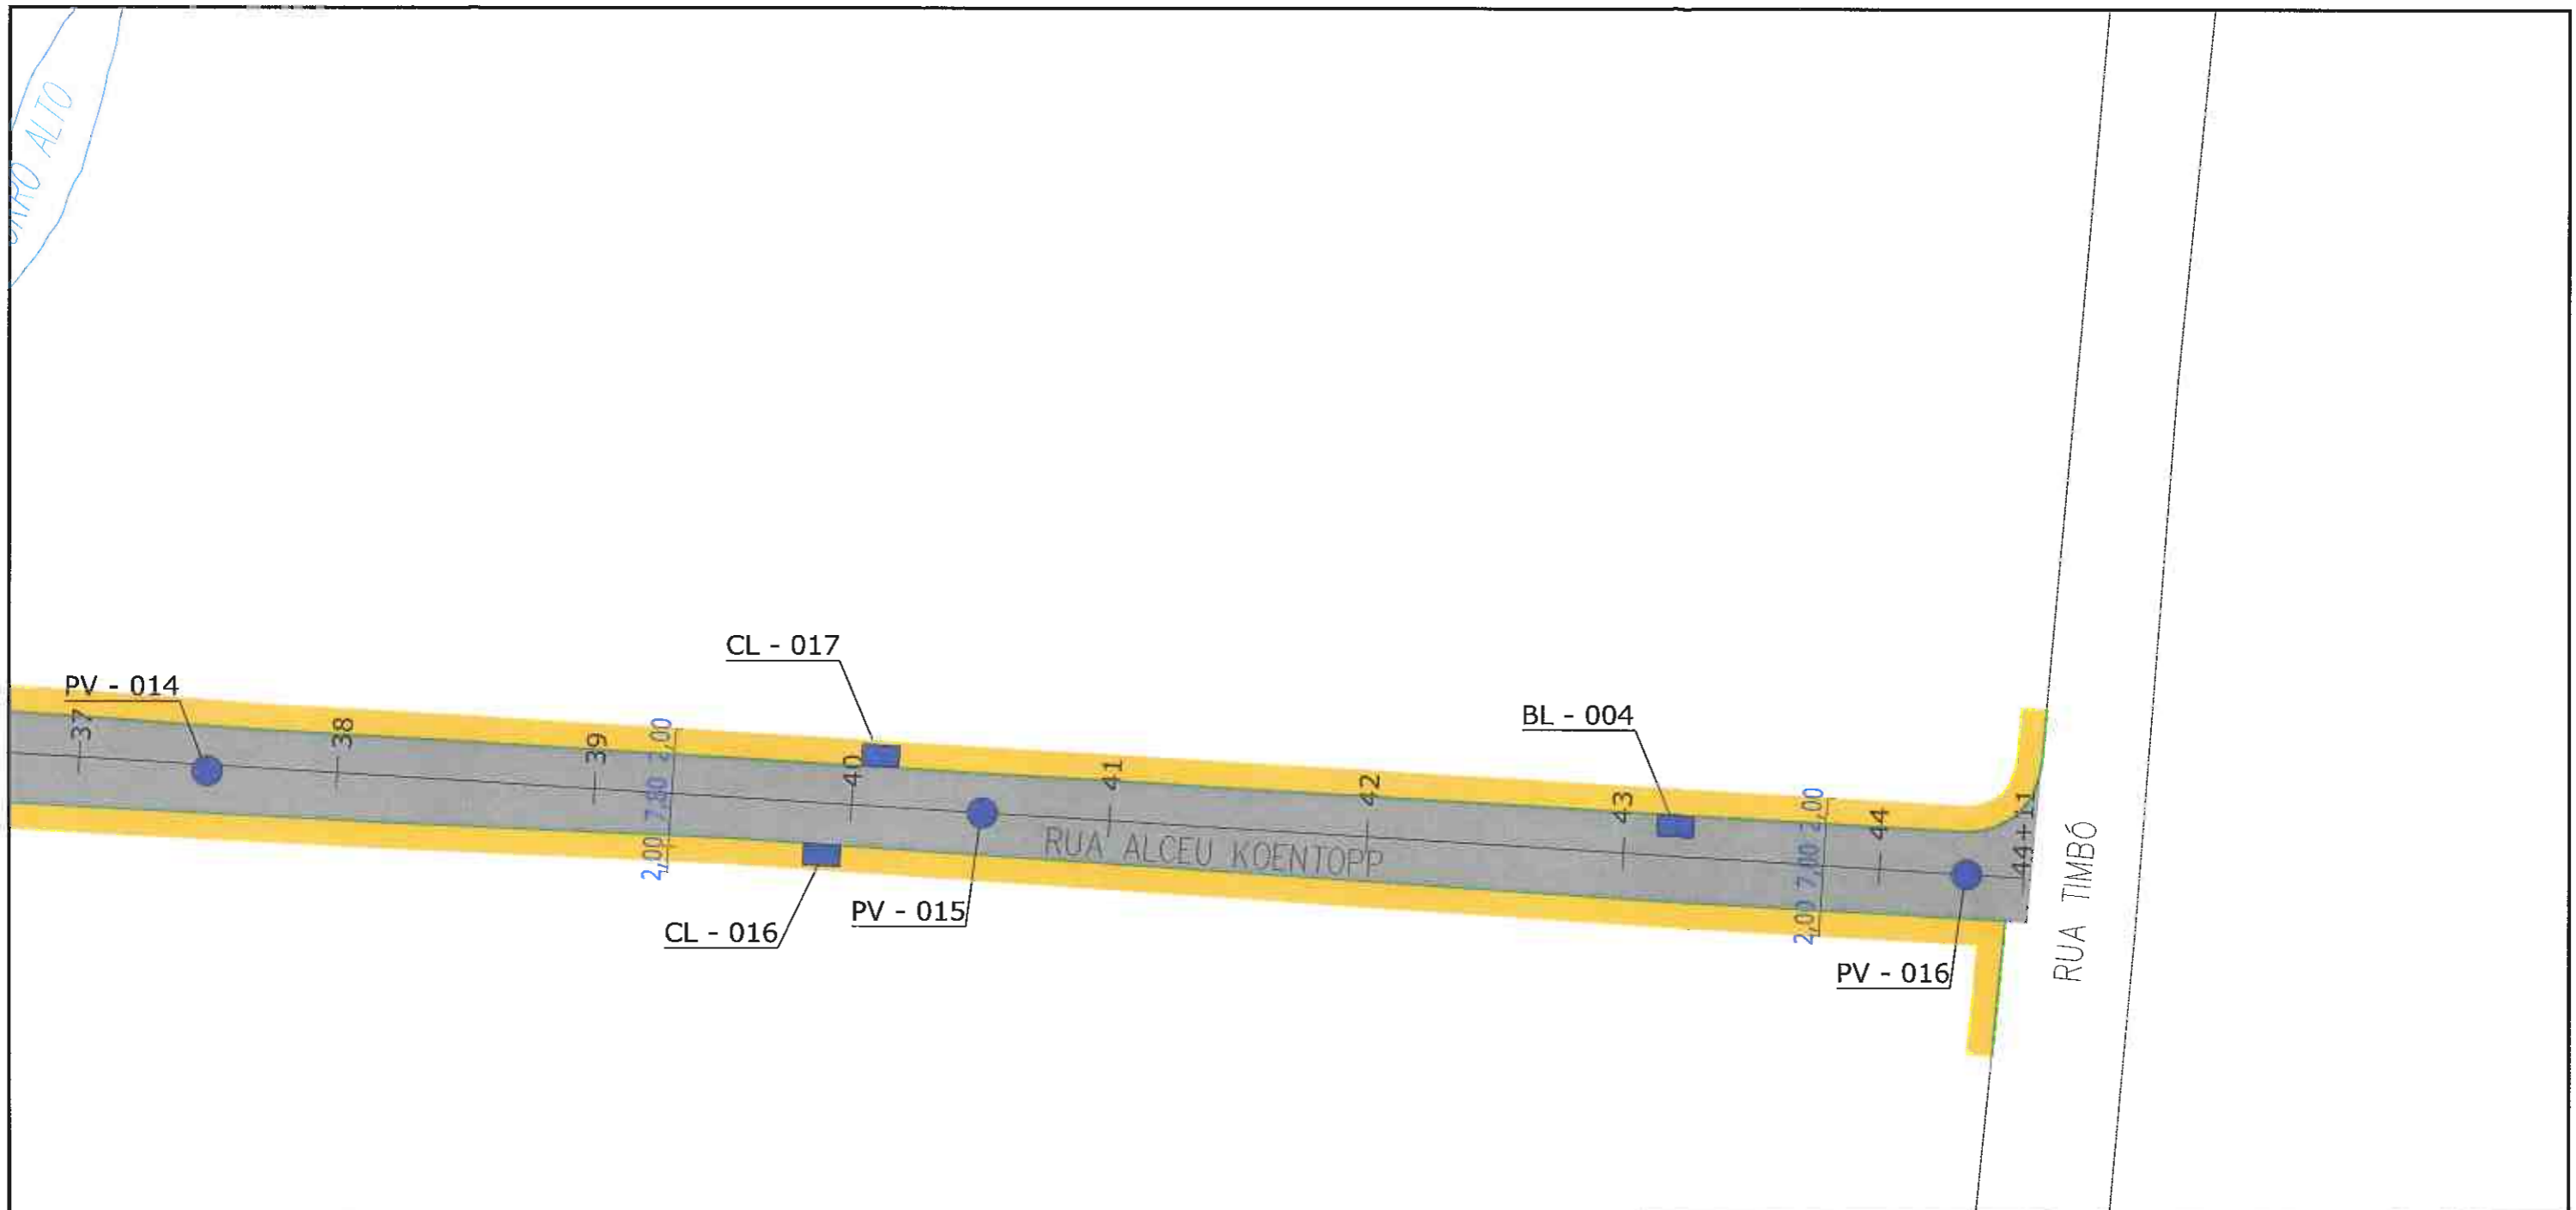 ALTO
CL - 017
PV - 014
BL - 004
37
38
39
40
41
42
43
44
44+11
2,00
7,80
2,00
2,00
7,00
2,00
RUA ALCEU KOENTOPP
RUA TIMBÓ
CL - 016
PV - 015
PV - 016